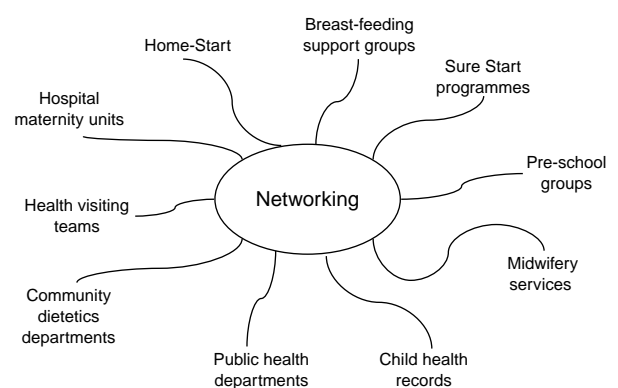 Breast-feeding
support groups
Home-Start
Sure Start
programmes
Hospital
maternity units
Pre-school
groups
Networking
Health visiting
teams
Midwifery
services
Community
dietetics
departments
Public health
departments
Child health
records